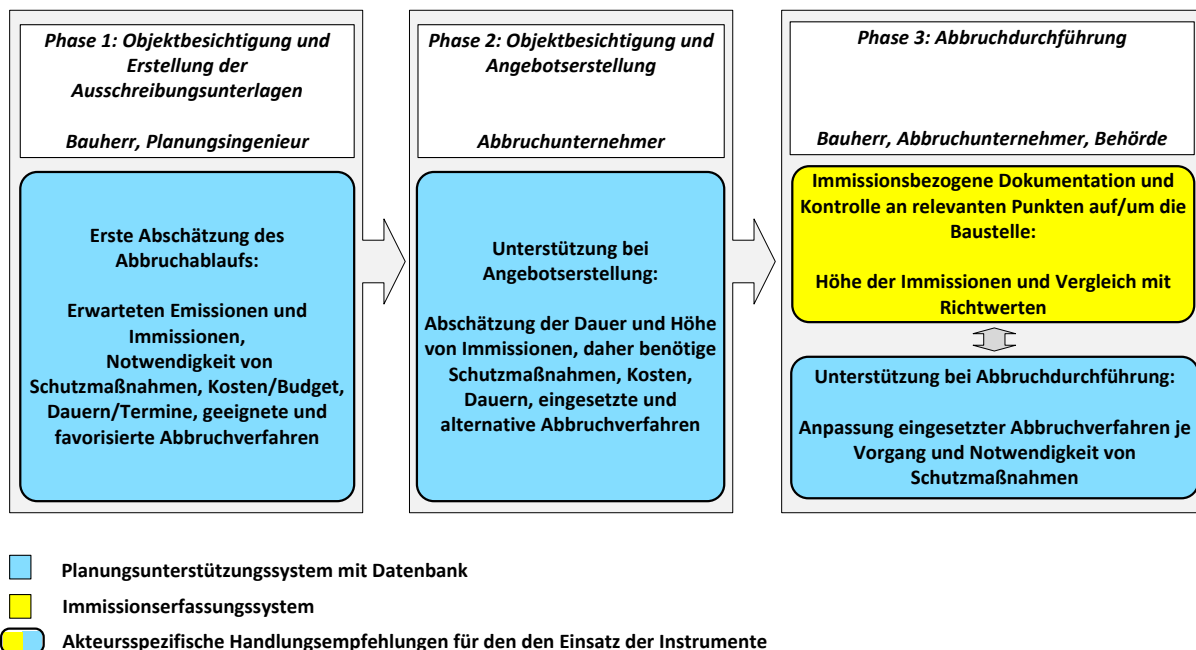 Phase 1: Objektbesichtigung und
Erstellung der
Ausschreibungsunterlagen
Bauherr, Planungsingenieur
Erste Abschätzung des
Abbruchablaufs:
Erwarteten Emissionen und
Immissionen,
Notwendigkeit von
Schutzmaßnahmen, Kosten/Budget,
Dauern/Termine, geeignete und
favorisierte Abbruchverfahren
Phase 2: Objektbesichtigung und
Angebotserstellung
Abbruchunternehmer
Unterstützung bei
Angebotserstellung:
Abschätzung der Dauer und Höhe
von Immissionen, daher benötige
Schutzmaßnahmen, Kosten,
Dauern, eingesetzte und
alternative Abbruchverfahren
Phase 3: Abbruchdurchführung
Bauherr, Abbruchunternehmer, Behörde
Immissionsbezogene Dokumentation und
Kontrolle an relevanten Punkten auf/um die
Baustelle:
Höhe der Immissionen und Vergleich mit
Richtwerten
Unterstützung bei Abbruchdurchführung:
Anpassung eingesetzter Abbruchverfahren je
Vorgang und Notwendigkeit von
Schutzmaßnahmen
Planungsunterstützungssystem mit Datenbank
Immissionserfassungssystem
Akteursspezifische Handlungsempfehlungen für den den Einsatz der Instrumente